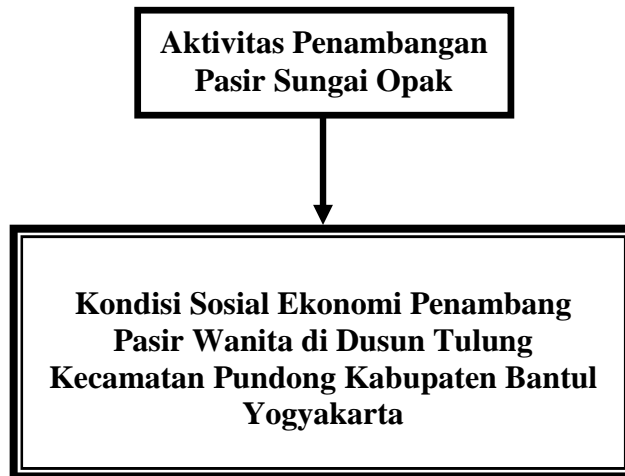 Aktivitas Penambangan
Pasir Sungai Opak
Kondisi Sosial Ekonomi Penambang
Pasir Wanita di Dusun Tulung
Kecamatan Pundong Kabupaten Bantul
Yogyakarta